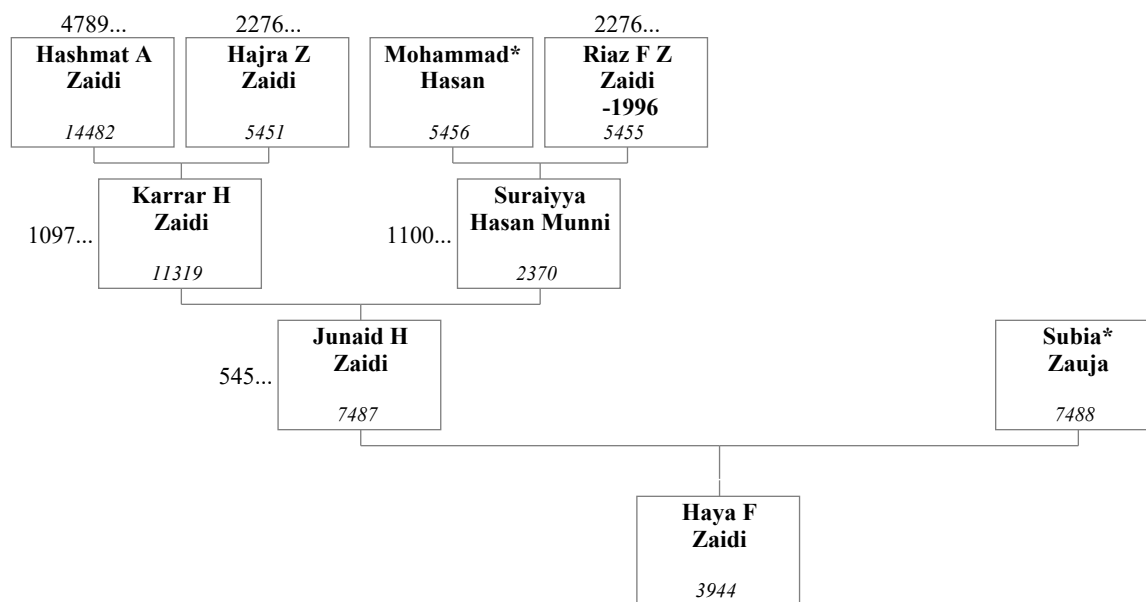 4789...
2276...
2276...
Hashmat A
Zaidi
14482
Hajra Z
Zaidi
5451
Mohammad*
Hasan
5456
Riaz F Z
Zaidi
-1996
5455
1097...
Karrar H
Zaidi
11319
1100...
Suraiyya
Hasan Munni
2370
545...
Junaid H
Zaidi
7487
Subia*
Zauja
7488
Haya F
Zaidi
3944